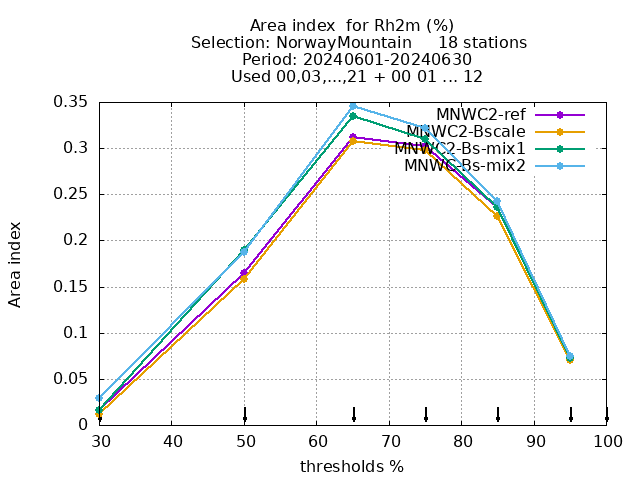 Area index  for Rh2m (%)
Selection: NorwayMountain     18 stations
Period: 20240601-20240630
Used 00,03,...,21 + 00 01 ... 12
MNWC2-ref
MNWC2-Bscale
MNWC2-Bs-mix1
MNWC-Bs-mix2
0.35
0.3
0.25
0.2
0.15
0.1
0.05
0
Area index
30 40 50 60 70 80 90 100
thresholds %